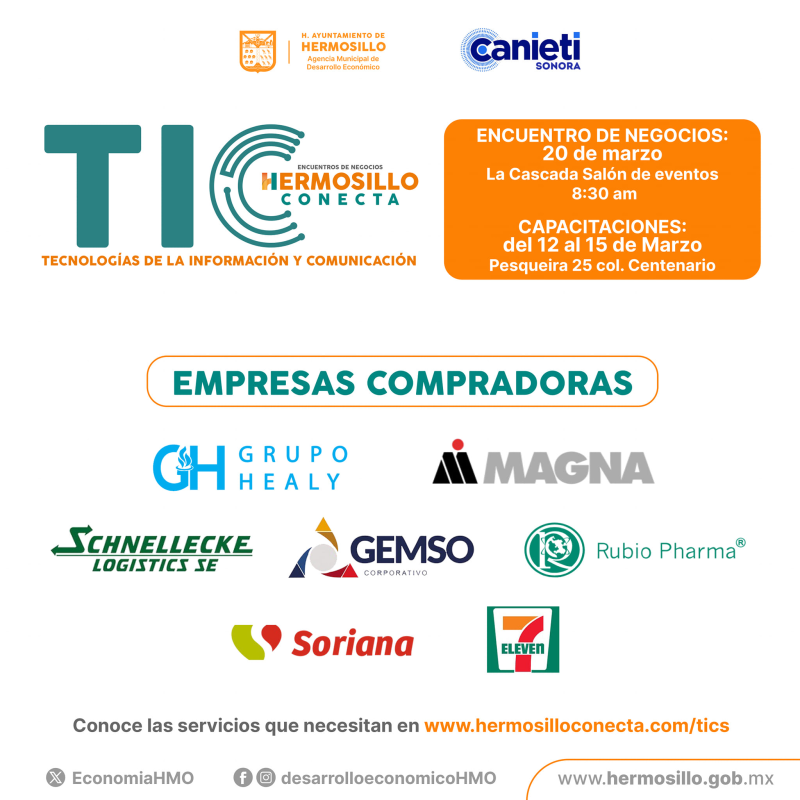 H. AYUNTAMIENTO DE
HERMOSILLO
Agencia Municipal de
Desarrollo Económico
canieti
SONORA
TIC
ENCUENTROS DE NEGOCIOS
HERMOSILLO
CONECTA
TECNOLOGÍAS DE LA INFORMACIÓN Y COMUNICACIÓN
ENCUENTRO DE NEGOCIOS:
20 de marzo
La Cascada Salón de eventos
8:30 am
CAPACITACIONES:
del 12 al 15 de Marzo
Pesqueira 25 col. Centenario
EMPRESAS COMPRADORAS
GH GRUPO
HEALY
MAGNA
SCHNELLECKE
LOGISTICS SE
GEMSO
CORPORATIVO
Rubio Pharma®
Soriana
7
ELEVEN
Conoce las servicios que necesitan en www.hermosilloconecta.com/tics
EconomiaHMO
desarrolloeconomicoHMO
www.hermosillo.gob.mx